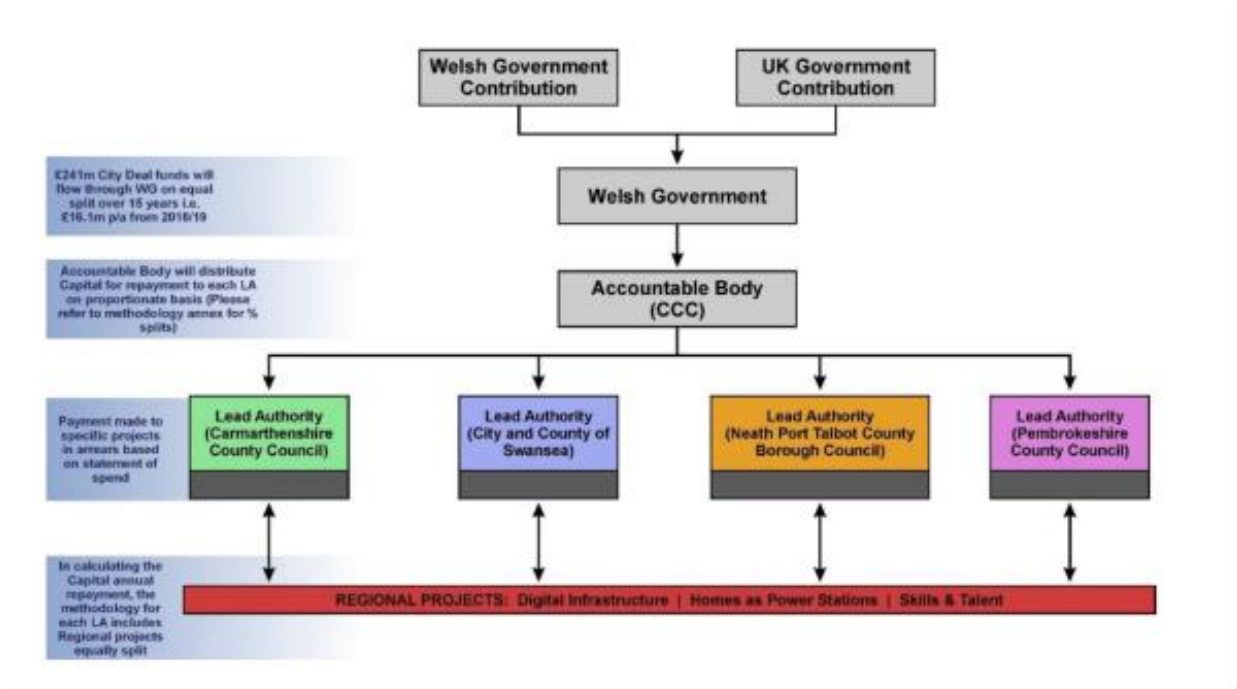 Welsh Government
Contribution
UK Government
Contribution
£241m City Deal funds will
flow through WG on equal
split over 15 years i.e.
£16.1m p/a from 2018/19
Welsh Government
Accountable Body will distribute
Capital for repayment to each LA
on proportionate basis (Please
refer to methodology annex for %
splits)
Accountable Body
(CCC)
Payment made to
specific projects
in arrears based
on statement of
spend
Lead Authority
(Carmarthenshire
County Council)
Lead Authority
(City and County of
Swansea)
Lead Authority
(Neath Port Talbot County
Borough Council)
Lead Authority
(Pembrokeshire
County Council)
In calculating the
Capital annual
repayment, the
methodology for
each LA includes
Regional projects
equally split
REGIONAL PROJECTS: Digital Infrastructure | Homes as Power Stations | Skills & Talent